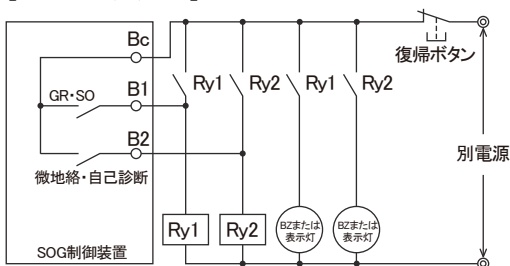 Bc
復帰ボタン
GR・SO
B1
Ry1
Ry2
Ry1
Ry2
B2
別電源
微地絡・自己診断
Ry1
Ry2
BZまたは
表示灯
BZまたは
表示灯
SOG制御装置